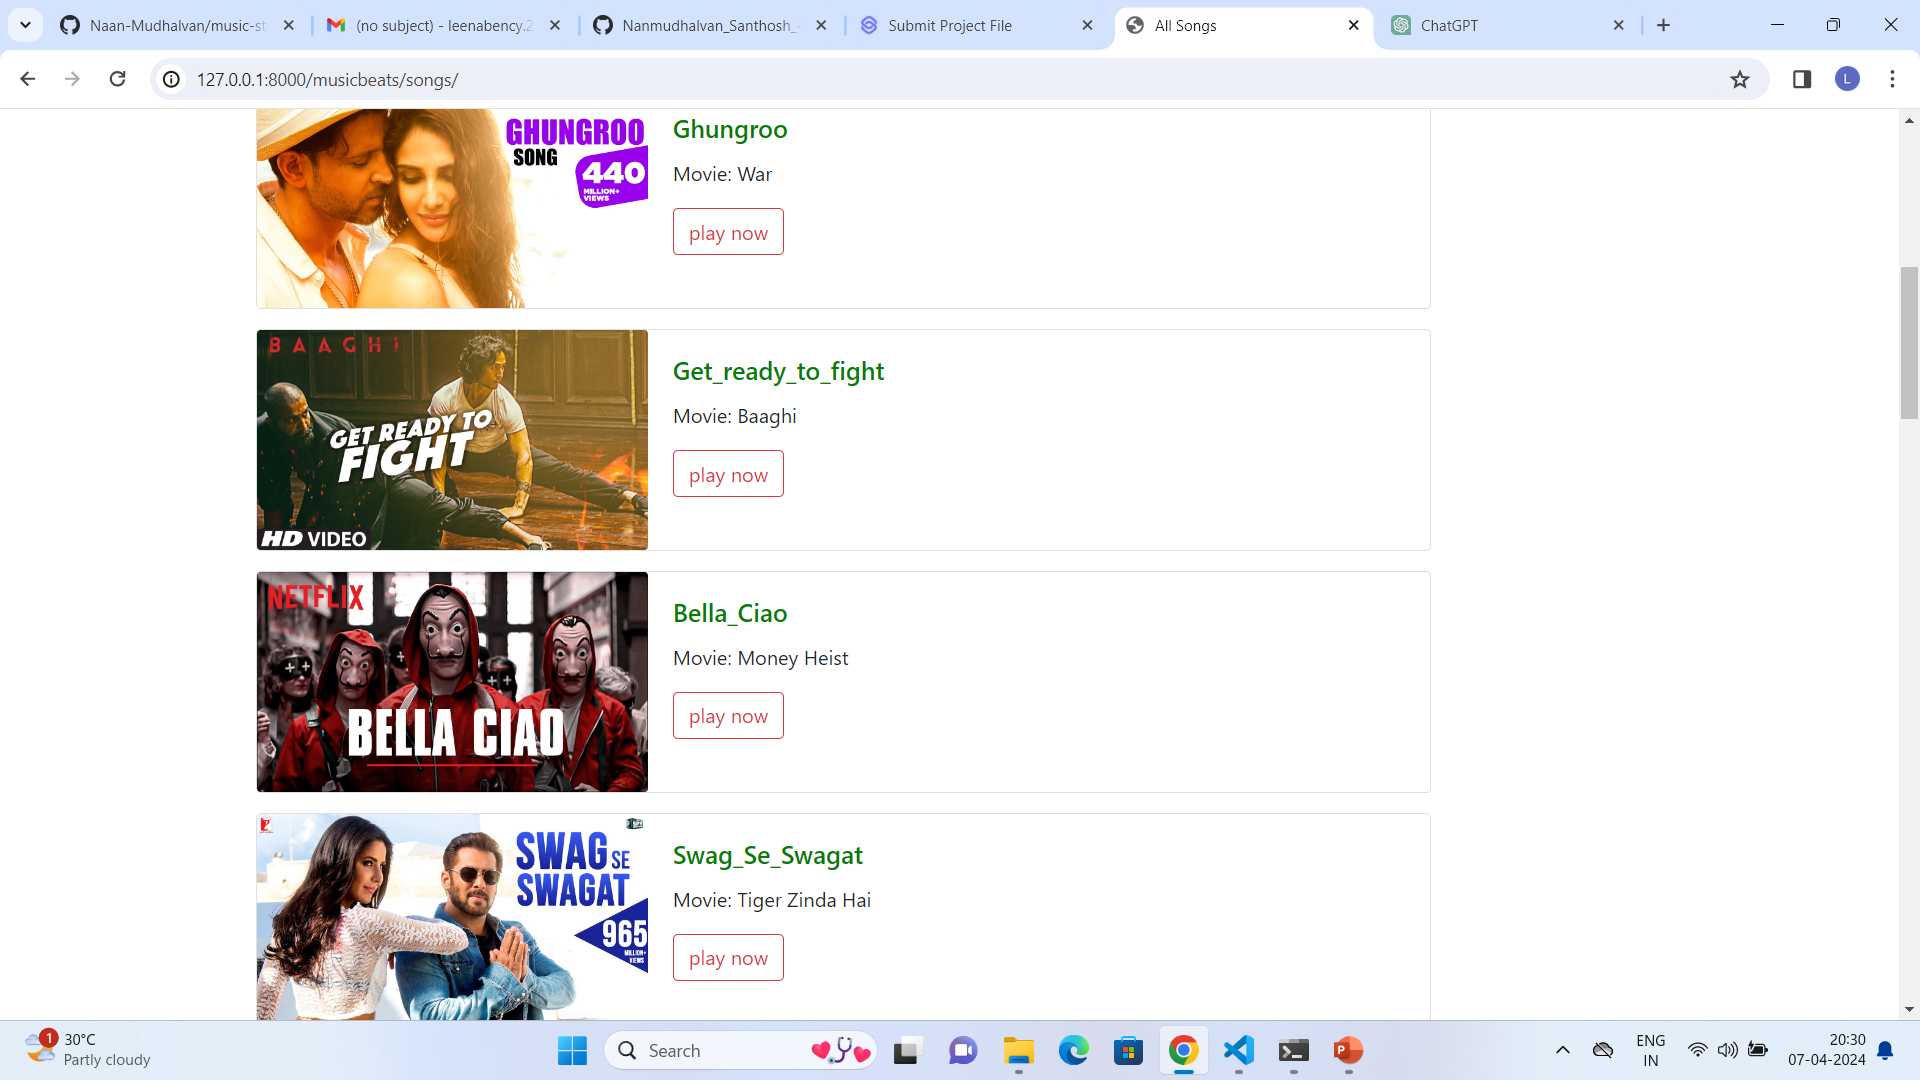 Naan-Mudhalvan/music-st
(no subject) - leenabency.2
Nanmudhalvan_Santhosh_
Submit Project File
All Songs
ChatGPT
127.0.0.1:8000/musicbeats/songs/
L
GHUNGROO
SONG
440
MILLION+
VIEWS
Ghungroo
Movie: War
play now
BAAGHI
GET READY TO
FIGHT
HD VIDEO
Get_ready_to_fight
Movie: Baaghi
play now
NETFLIX
BELLA CIAO
Bella_Ciao
Movie: Money Heist
play now
SWAG SE
SWAGAT
965
MILLION+
VIEWS
Swag_Se_Swagat
Movie: Tiger Zinda Hai
play now
1
30°C
Partly cloudy
Search
ENG
IN
20:30
07-04-2024